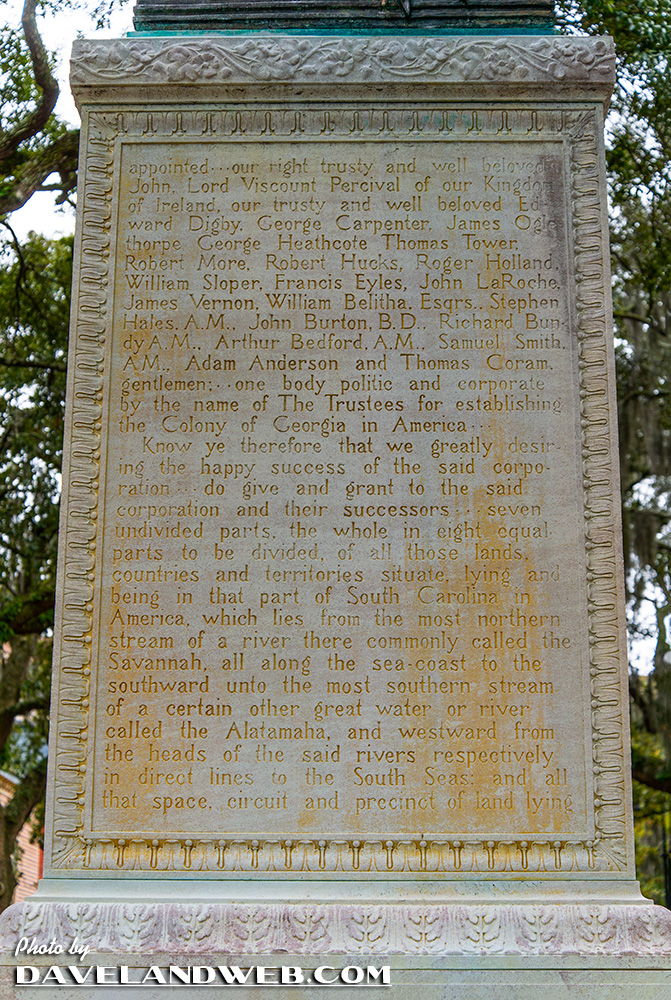 appointed...our right trusty and well beloved
John, Lord Viscount Percival of our Kingdom
of Ireland, our trusty and well beloved Ed-
ward Digby, George Carpenter, James Ogle-
thorpe George Heathcote Thomas Tower,
Robert More, Robert Hucks, Roger Holland,
William Sloper, Francis Eyles, John LaRoche,
James Vernon, William Belitha, Esqrs., Stephen
Hales, A.M., John Burton, B.D., Richard Bun-
dy A.M., Arthur Bedford, A.M., Samuel Smith,
A.M., Adam Anderson and Thomas Coram,
gentlemen;...one body politic and corporate
by the name of The Trustees for establishing
the Colony of Georgia in America...
Know ye therefore that we greatly desir-
ing the happy success of the said corpo-
ration...do give and grant to the said
corporation and their successors...seven
undivided parts, the whole in eight equal
parts to be divided, of all those lands,
countries and territories situate, lying and
being in that part of South Carolina in
America, which lies from the most northern
stream of a river there commonly called the
Savannah, all along the sea-coast to the
southward unto the most southern stream
of a certain other great water or river
called the Alatamaha, and westward from
the heads of the said rivers respectively
in direct lines to the South Seas; and all
that space, circuit and precinct of land lying
Photo by
DAVELANDWEB.COM